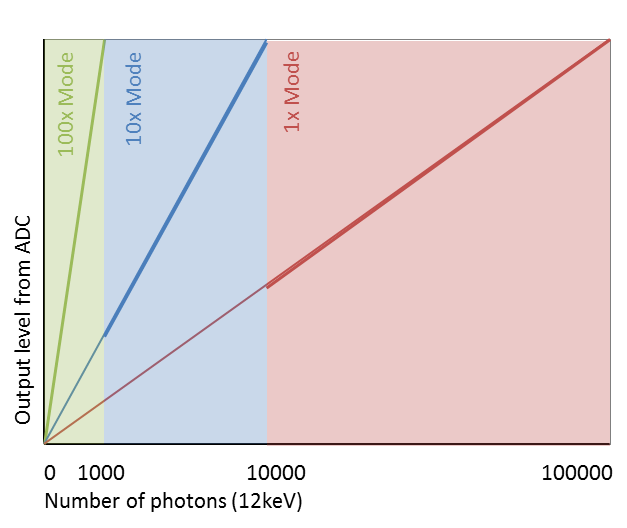 100x Mode
10x Mode
1x Mode
Output level from ADC
0 1000 10000 100000
Number of photons (12keV)